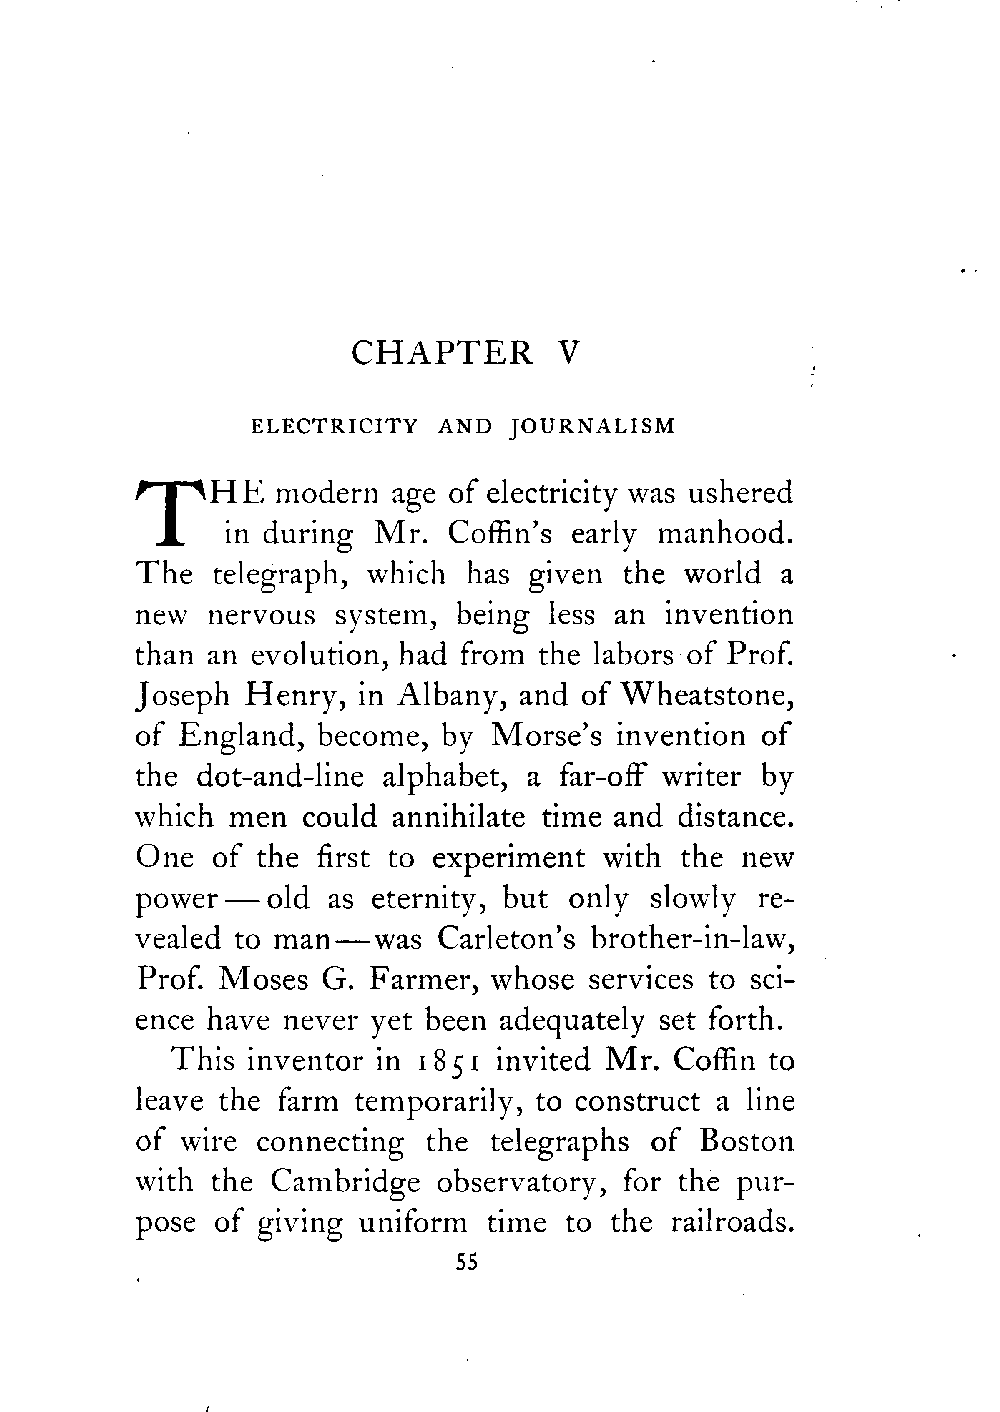 CHAPTER V
ELECTRICITY AND JOURNALISM
THE modern age of electricity was ushered
in during Mr. Coffin's early manhood.
The telegraph, which has given the world a
new nervous system, being less an invention
than an evolution, had from the labors of Prof.
Joseph Henry, in Albany, and of Wheatstone,
of England, become, by Morse's invention of
the dot-and-line alphabet, a far-off writer by
which men could annihilate time and distance.
One of the first to experiment with the new
power—old as eternity, but only slowly re-
vealed to man—was Carleton's brother-in-law,
Prof. Moses G. Farmer, whose services to sci-
ence have never yet been adequately set forth.
This inventor in 1851 invited Mr. Coffin to
leave the farm temporarily, to construct a line
of wire connecting the telegraphs of Boston
with the Cambridge observatory, for the pur-
pose of giving uniform time to the railroads.
55